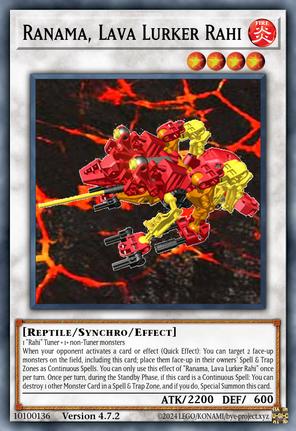 Ranama, Lava Lurker Rahi
FIRE
炎
[Reptile/Synchro/Effect]
1 "Rahi" Tuner + 1+ non-Tuner monsters
When your opponent activates a card or effect (Quick Effect): You can target 2 face-up
monsters on the field, including this card; place them face-up in their owners' Spell & Trap
Zones as Continuous Spells. You can only use this effect of "Ranama, Lava Lurker Rahi" once
per turn. Once per turn, during the Standby Phase, if this card is a Continuous Spell: You can
destroy 1 other Monster Card in a Spell & Trap Zone, and if you do, Special Summon this card.
ATK/2200 DEF/ 600
10100136 Version 4.7.2 ©2024 LEGO/KONAMI/bye-project.xyz